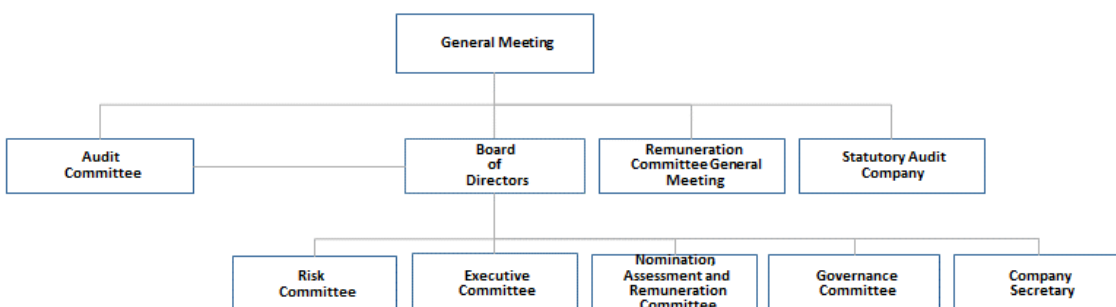 General Meeting
Audit
Committee
Board
of
Directors
Remuneration
Committee General
Meeting
Statutory Audit
Company
Risk
Committee
Executive
Committee
Nomination,
Assessment and
Remuneration
Committee
Governance
Committee
Company
Secretary